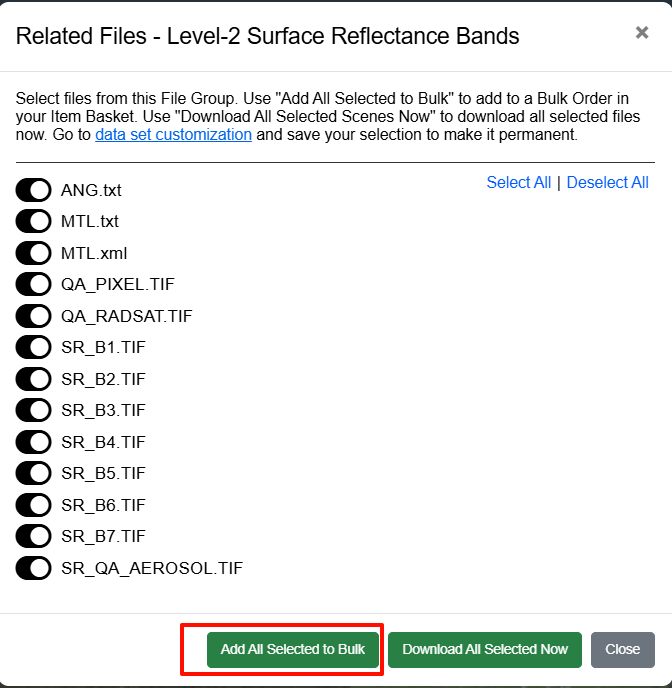 Related Files - Level-2 Surface Reflectance Bands
×
Select files from this File Group. Use "Add All Selected to Bulk" to add to a Bulk Order in
your Item Basket. Use "Download All Selected Scenes Now" to download all selected files
now. Go to data set customization and save your selection to make it permanent.
Select All | Deselect All
ANG.txt
MTL.txt
MTL.xml
QA_PIXEL.TIF
QA_RADSAT.TIF
SR_B1.TIF
SR_B2.TIF
SR_B3.TIF
SR_B4.TIF
SR_B5.TIF
SR_B6.TIF
SR_B7.TIF
SR_QA_AEROSOL.TIF
Add All Selected to Bulk
Download All Selected Now
Close